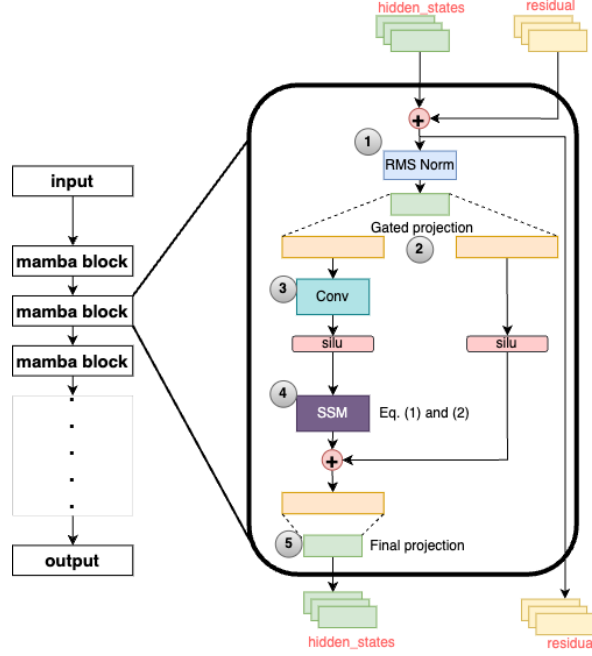 hidden_states
residual
+
1
RMS Norm
input
Gated projection
2
mamba block
3
Conv
mamba block
silu
silu
mamba block
4
SSM
Eq. (1) and (2)
+
5
Final projection
output
hidden_states
residual